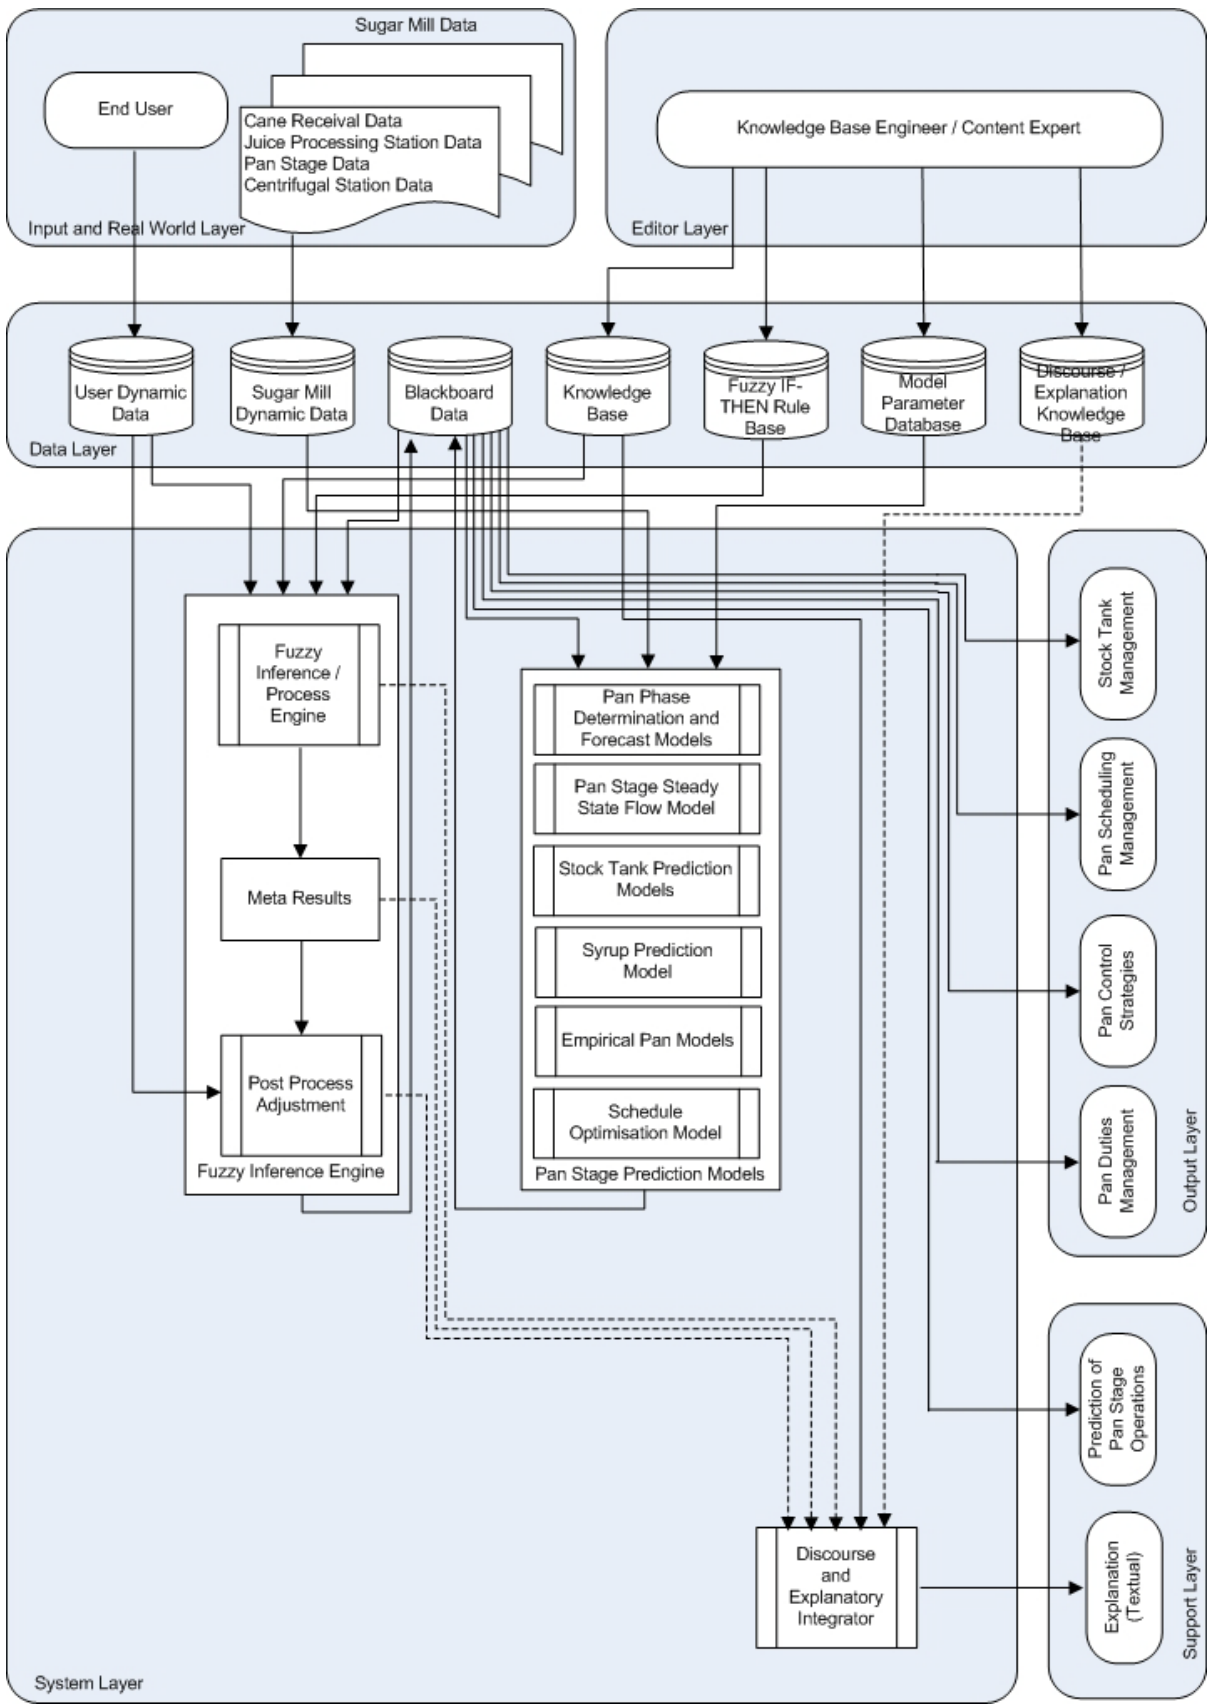 Sugar Mill Data
End User
Cane Receival Data
Juice Processing Station Data
Pan Stage Data
Centrifugal Station Data
Input and Real World Layer
Knowledge Base Engineer / Content Expert
Editor Layer
User Dynamic
Data
Sugar Mill
Dynamic Data
Blackboard
Data
Knowledge
Base
Fuzzy IF-
THEN Rule
Base
Model
Parameter
Database
Discourse /
Explanation
Knowledge
Base
Data Layer
Fuzzy
Inference /
Process
Engine
Meta Results
Post Process
Adjustment
Fuzzy Inference Engine
Pan Phase
Determination and
Forecast Models
Pan Stage Steady
State Flow Model
Stock Tank Prediction
Models
Syrup Prediction
Model
Empirical Pan Models
Schedule
Optimisation Model
Pan Stage Prediction Models
Stock Tank
Management
Pan Scheduling
Management
Pan Control
Strategies
Pan Duties
Management
Output Layer
Prediction of
Pan Stage
Operations
Explanation
(Textual)
Support Layer
Discourse
and
Explanatory
Integrator
System Layer